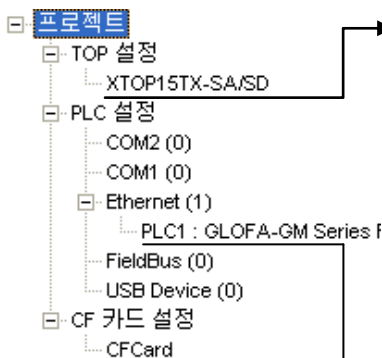 프로젝트
TOP 설정
XTOP15TX-SA/SD
PLC 설정
COM2 (0)
COM1 (0)
Ethernet (1)
PLC1 : GLOFA-GM Series
FieldBus (0)
USB Device (0)
CF 카드 설정
CFCard